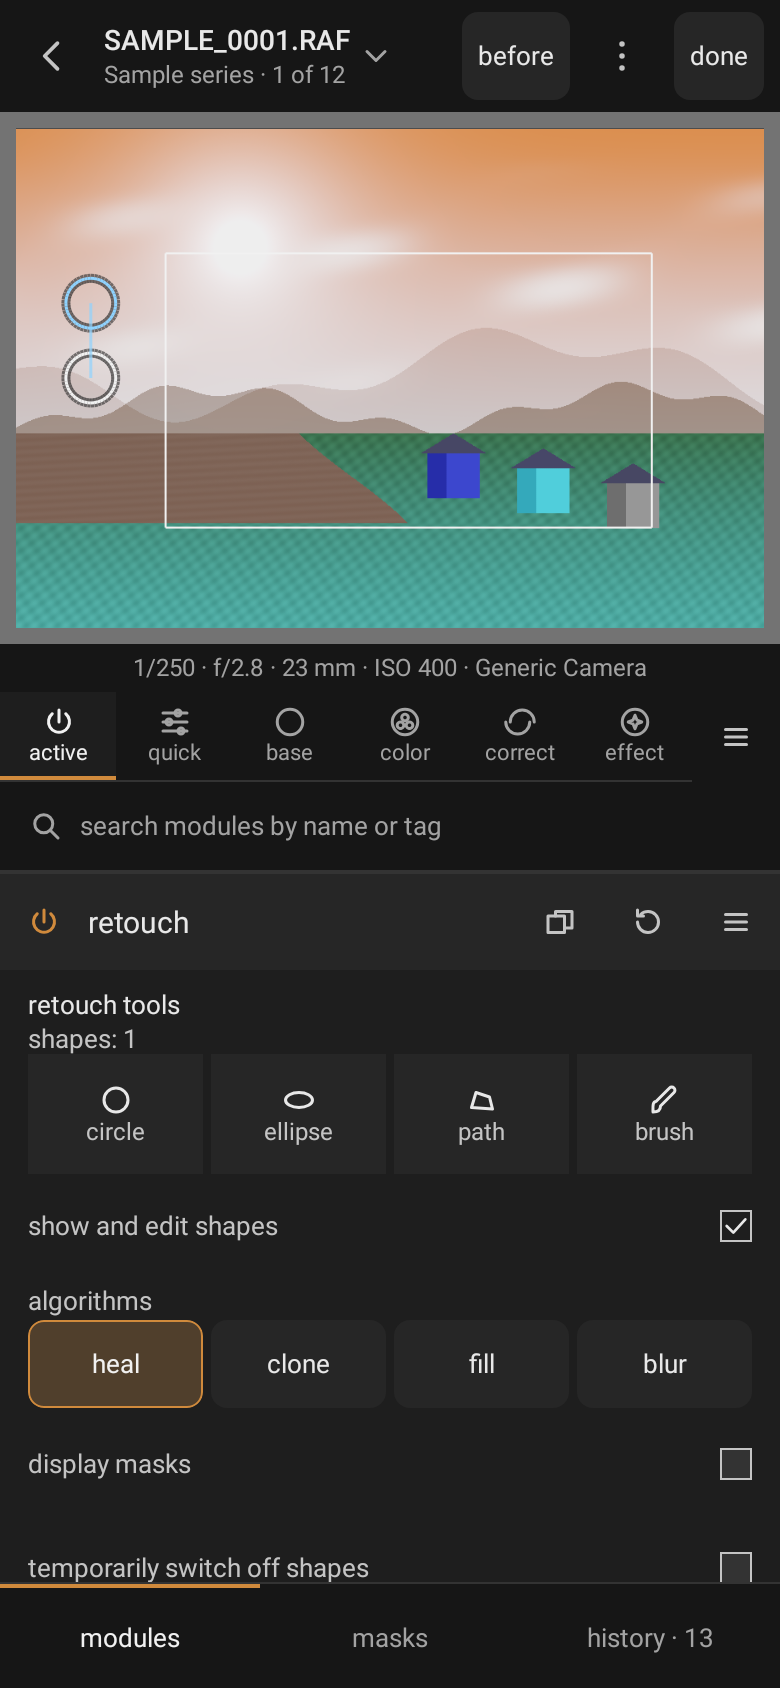 SAMPLE_0001.RAF
Sample series · 1 of 12
before
done
1/250 · f/2.8 · 23 mm · ISO 400 · Generic Camera
active
quick
base
color
correct
effect
search modules by name or tag
retouch
retouch tools
shapes: 1
circle
ellipse
path
brush
show and edit shapes
algorithms
heal
clone
fill
blur
display masks
temporarily switch off shapes
modules
masks
history · 13